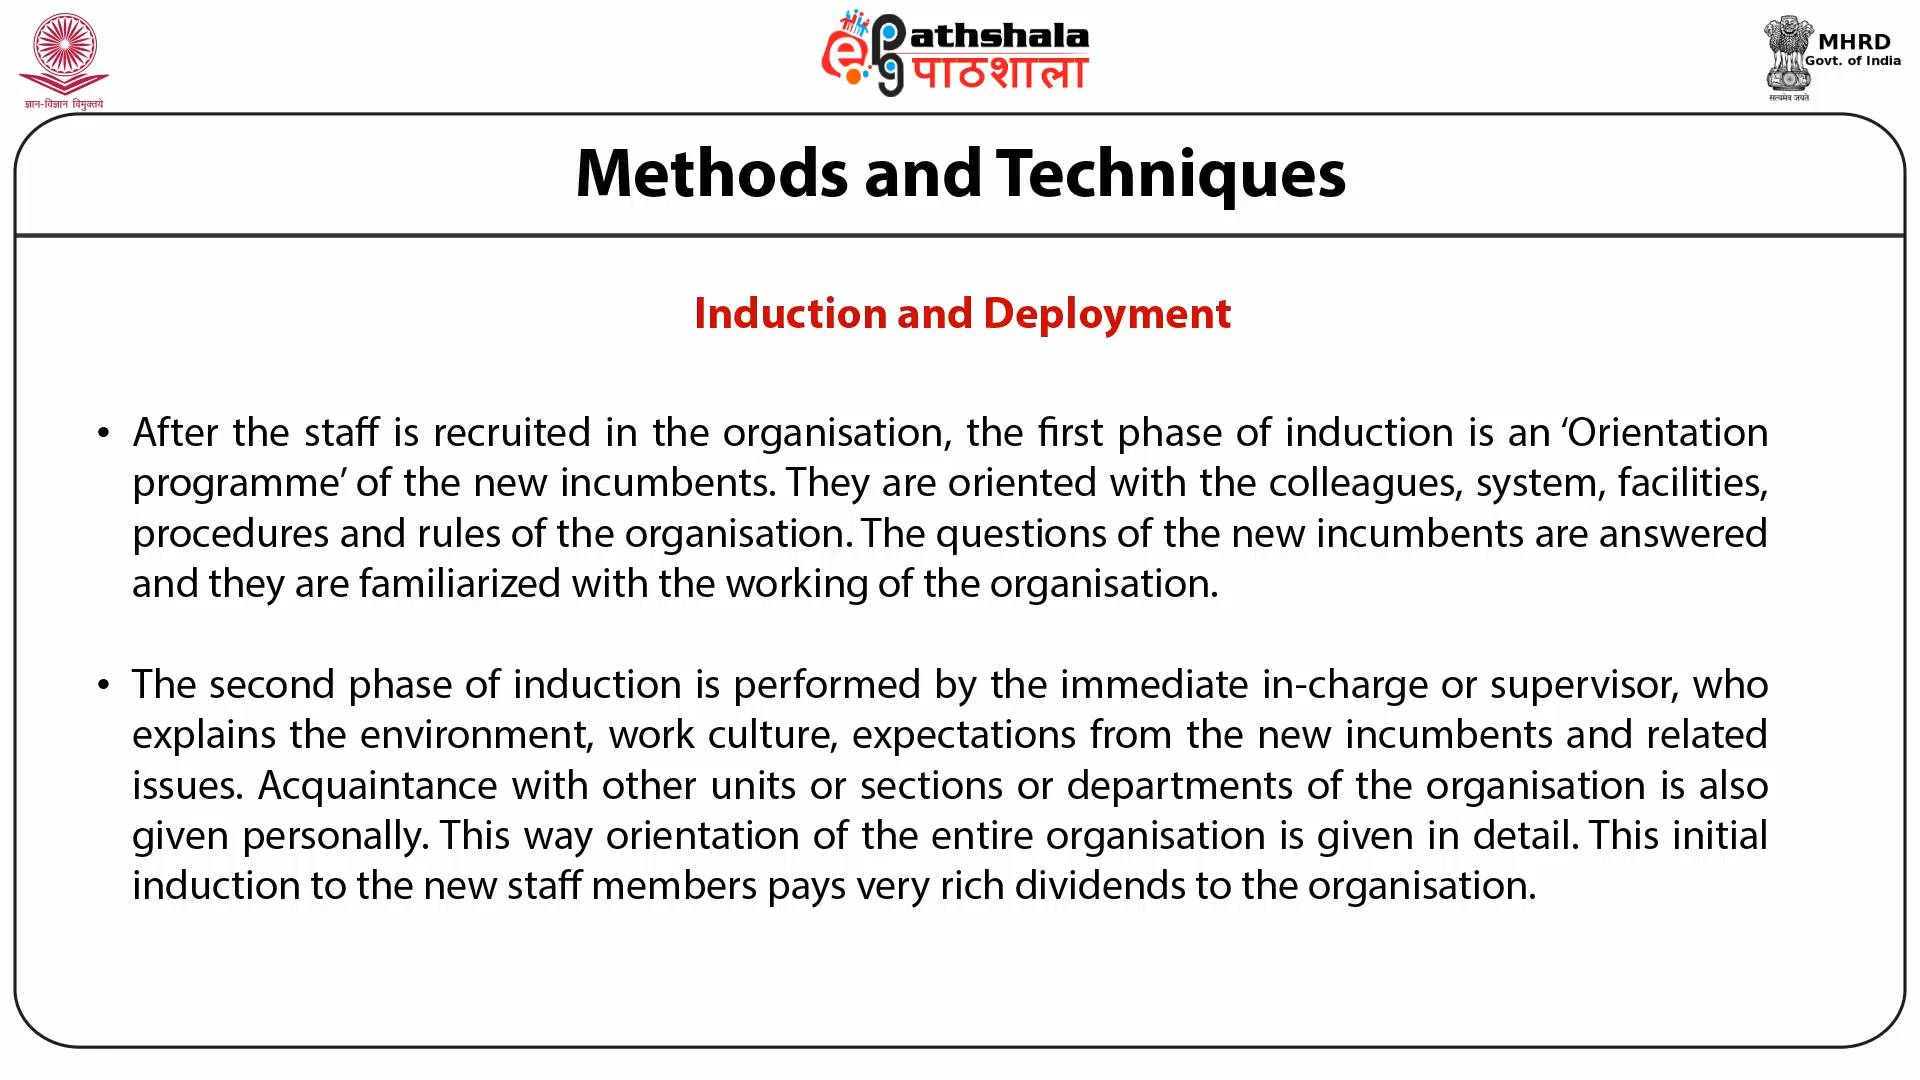 ज्ञान-विज्ञान विमुक्तये
e Pg athshala
पाठशाला
MHRD
Govt. of India
सत्यमेव जयते
Methods and Techniques
Induction and Deployment
• After the staff is recruited in the organisation, the first phase of induction is an ‘Orientation
programme’ of the new incumbents. They are oriented with the colleagues, system, facilities,
procedures and rules of the organisation. The questions of the new incumbents are answered
and they are familiarized with the working of the organisation.
• The second phase of induction is performed by the immediate in-charge or supervisor, who
explains the environment, work culture, expectations from the new incumbents and related
issues. Acquaintance with other units or sections or departments of the organisation is also
given personally. This way orientation of the entire organisation is given in detail. This initial
induction to the new staff members pays very rich dividends to the organisation.